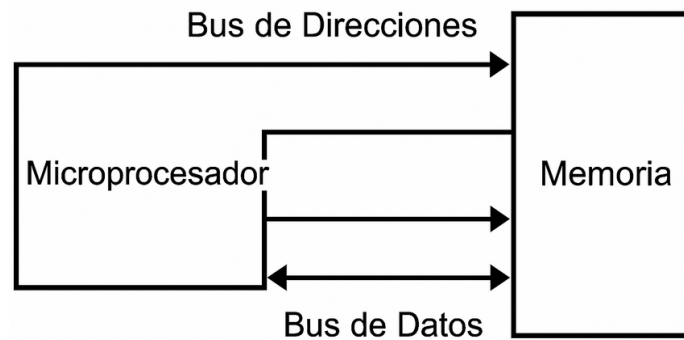 Bus de Direcciones
Microprocesador
Memoria
Bus de Datos